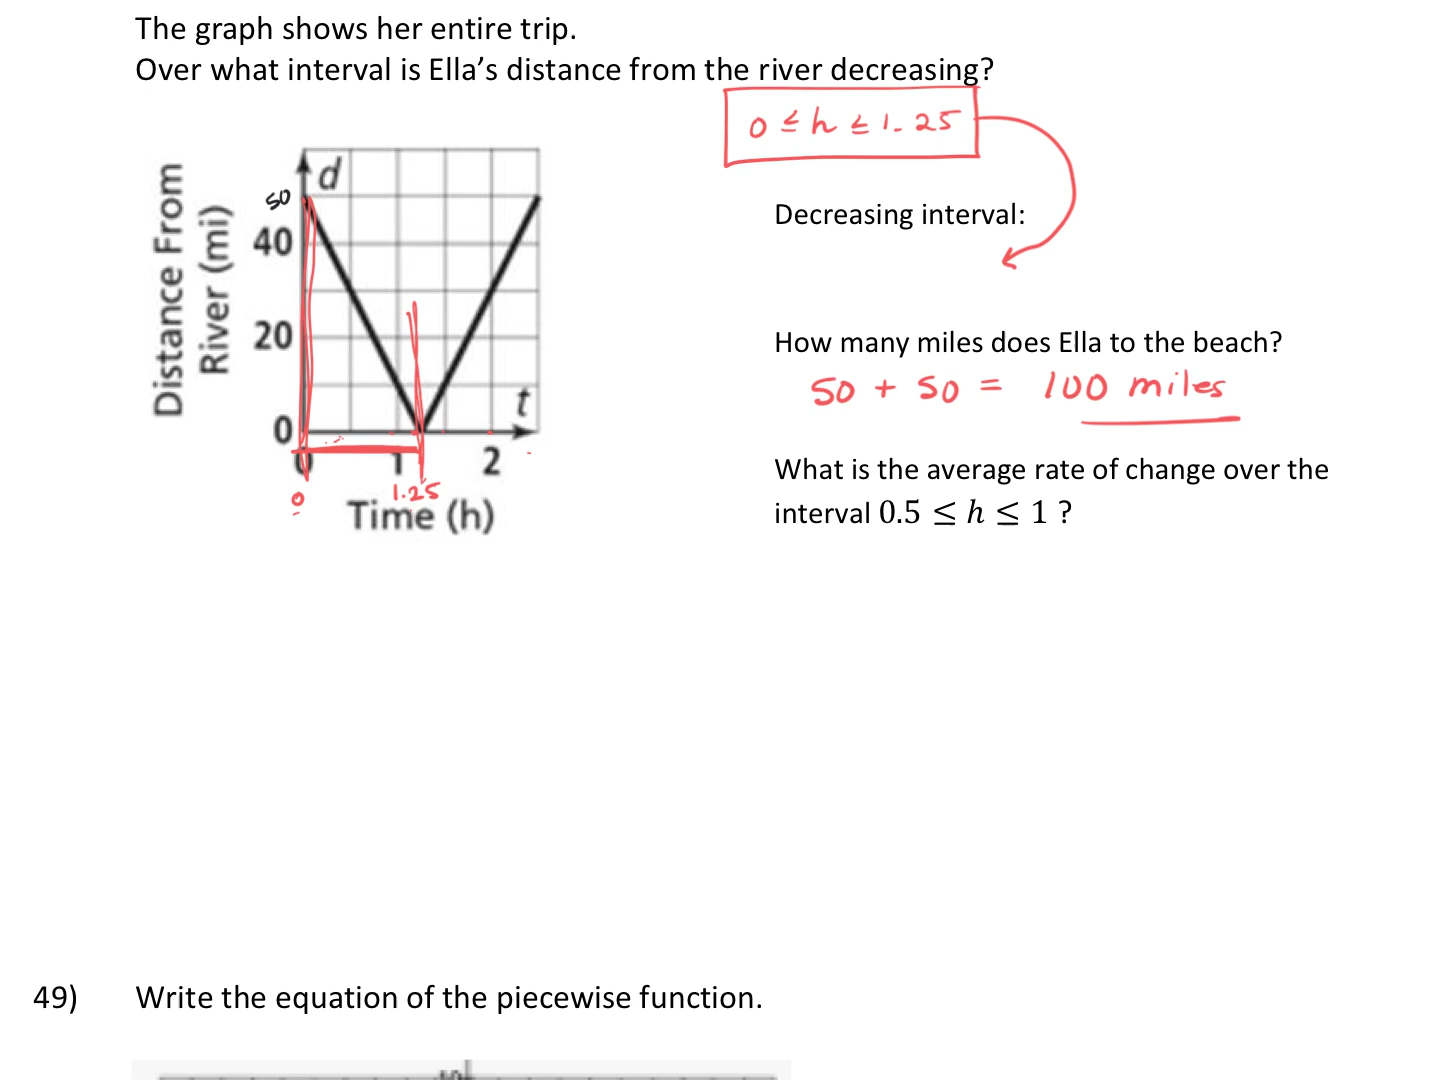 The graph shows her entire trip.
Over what interval is Ella's distance from the river decreasing?
0 ≤ h ≤ 1.25
Decreasing interval:
Distance From
River (mi)
d
50
40
20
0
t
0 1 2
0 1.25
Time (h)
How many miles does Ella to the beach?
50 + 50 = 100 miles
What is the average rate of change over the
interval 0.5 ≤ h ≤ 1 ?
49) Write the equation of the piecewise function.